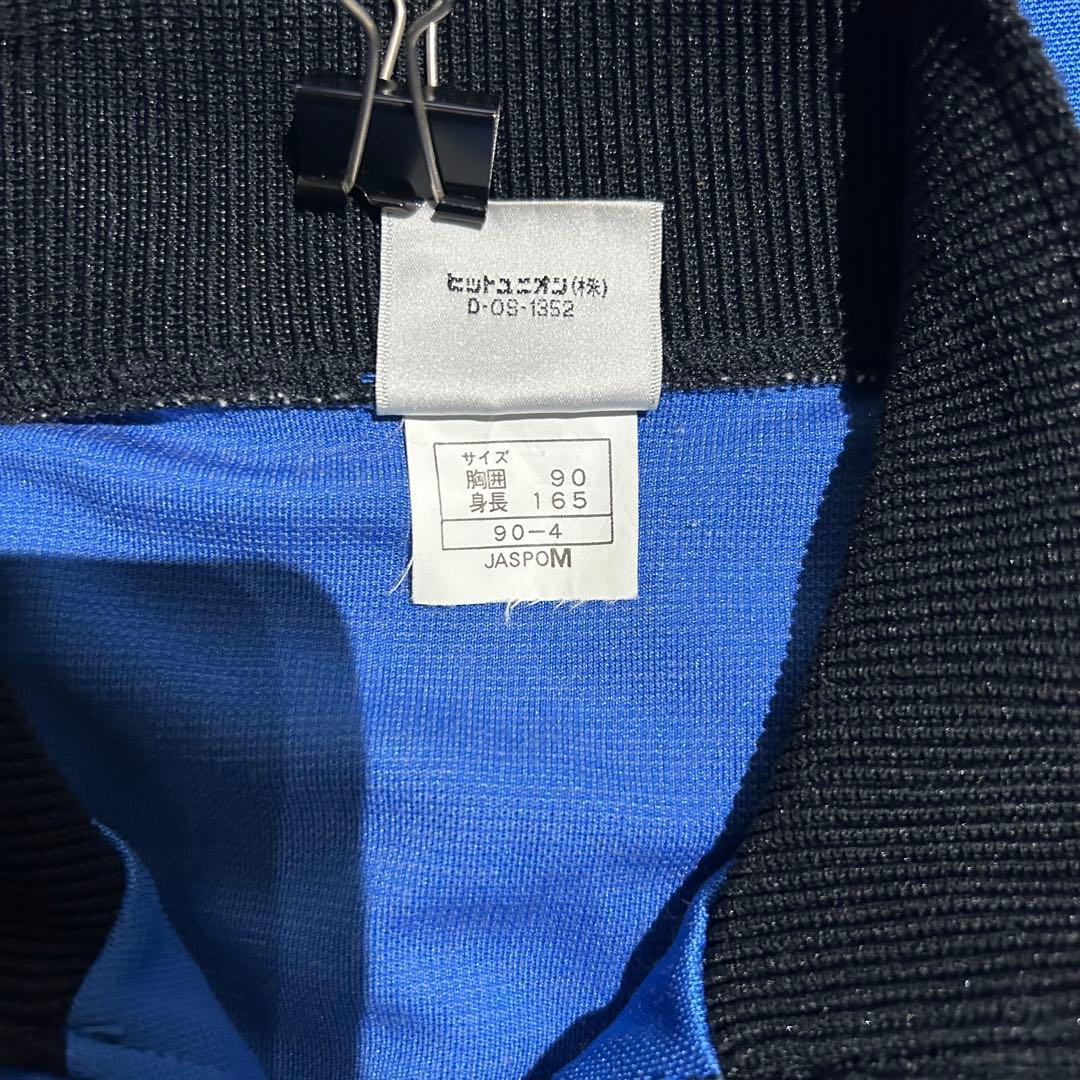 ヒットユニオン(株)
D-OS-1352
サイズ
胸囲 90
身長 165
90-4
JASPOM